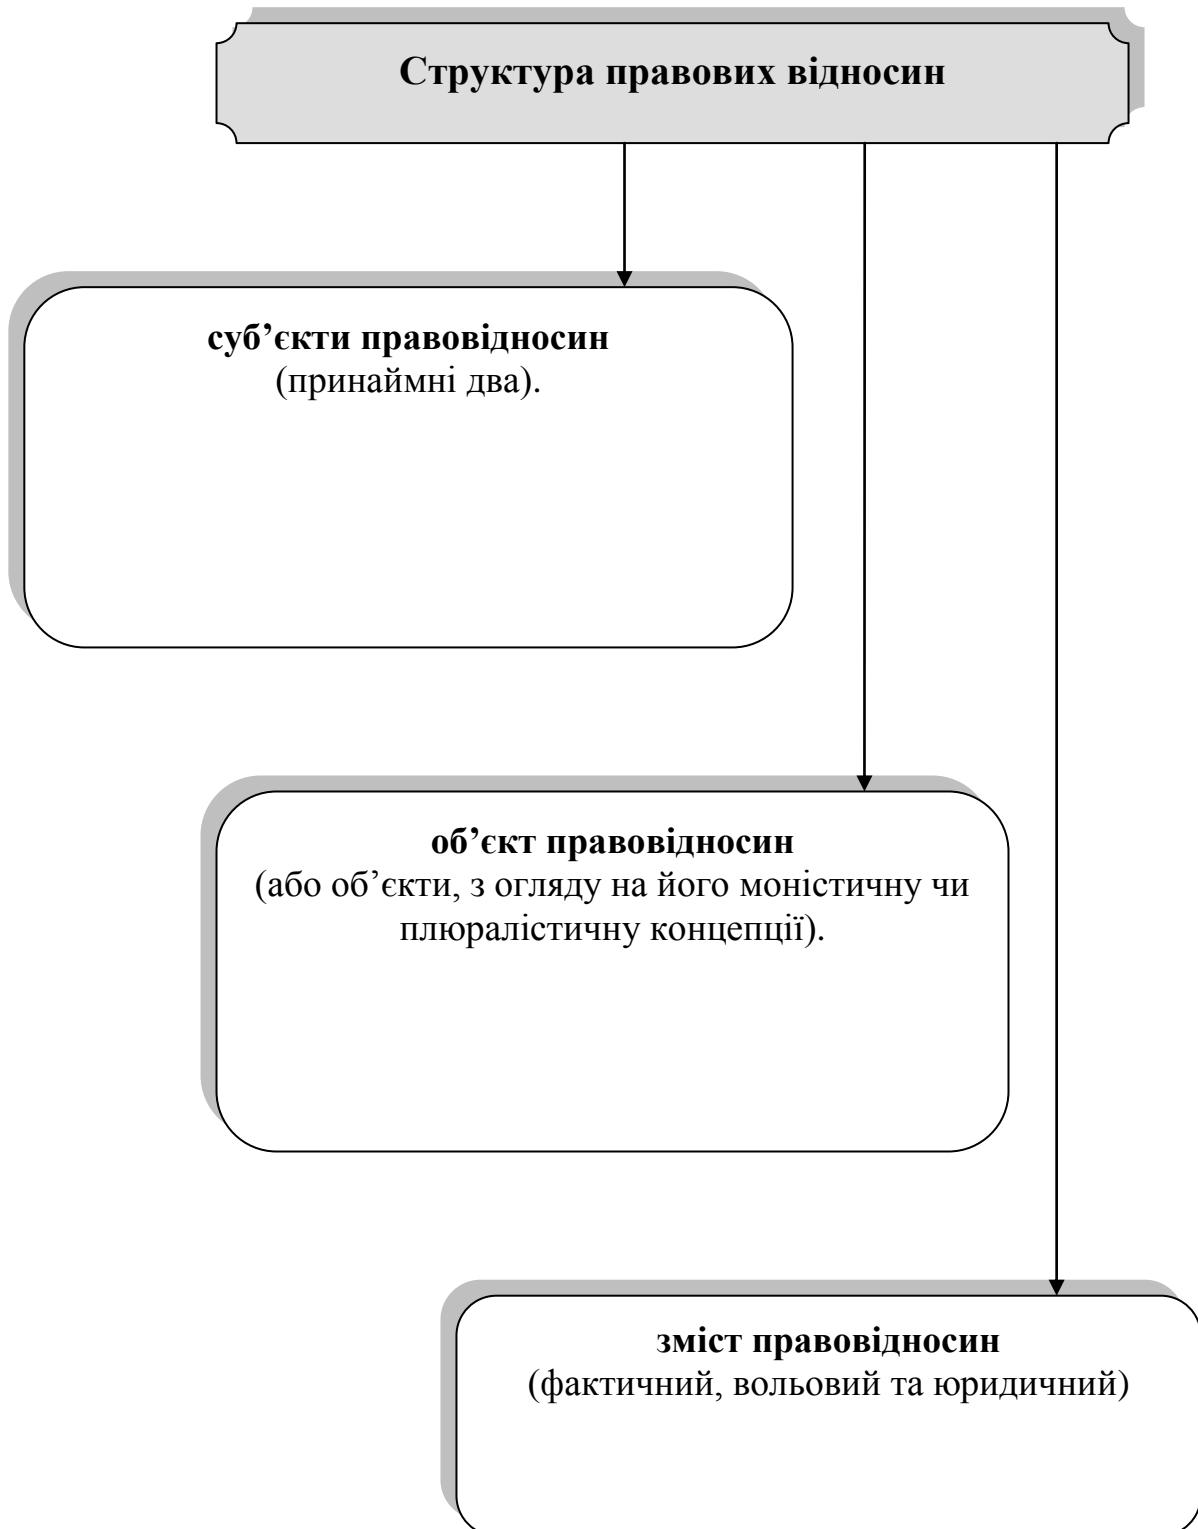 Структура правових відносин
суб’єкти правовідносин
(принаймні два).
об’єкт правовідносин
(або об’єкти, з огляду на його моністичну чи
плюралістичну концепції).
зміст правовідносин
(фактичний, вольовий та юридичний)